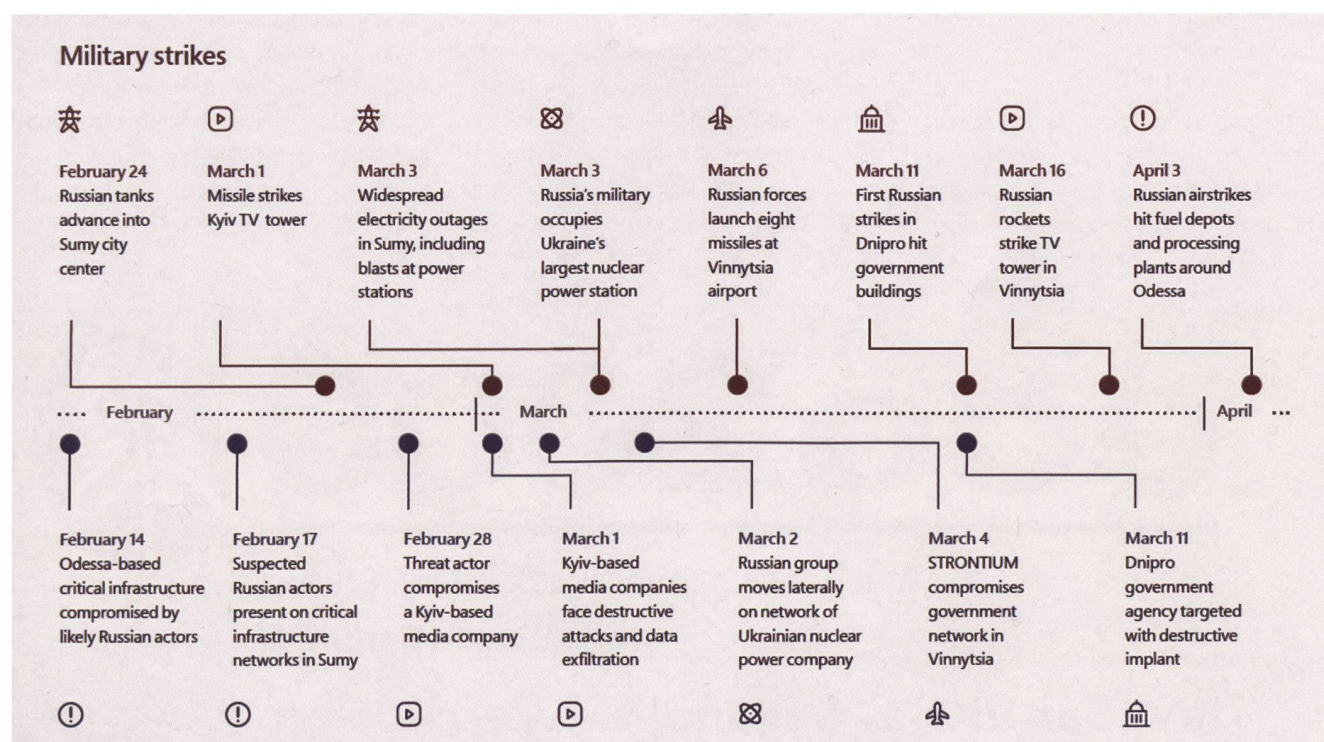 Military strikes
February 24
Russian tanks
advance into
Sumy city
center
March 1
Missile strikes
Kyiv TV tower
March 3
Widespread
electricity outages
in Sumy, including
blasts at power
stations
March 3
Russia's military
occupies
Ukraine's
largest nuclear
power station
March 6
Russian forces
launch eight
missiles at
Vinnytsia
airport
March 11
First Russian
strikes in
Dnipro hit
government
buildings
March 16
Russian
rockets
strike TV
tower in
Vinnytsia
April 3
Russian airstrikes
hit fuel depots
and processing
plants around
Odessa
February
March
April
February 14
Odessa-based
critical infrastructure
compromised by
likely Russian actors
February 17
Suspected
Russian actors
present on critical
infrastructure
networks in Sumy
February 28
Threat actor
compromises
a Kyiv-based
media company
March 1
Kyiv-based
media companies
face destructive
attacks and data
exfiltration
March 2
Russian group
moves laterally
on network of
Ukrainian nuclear
power company
March 4
STRONTIUM
compromises
government
network in
Vinnytsia
March 11
Dnipro
government
agency targeted
with destructive
implant